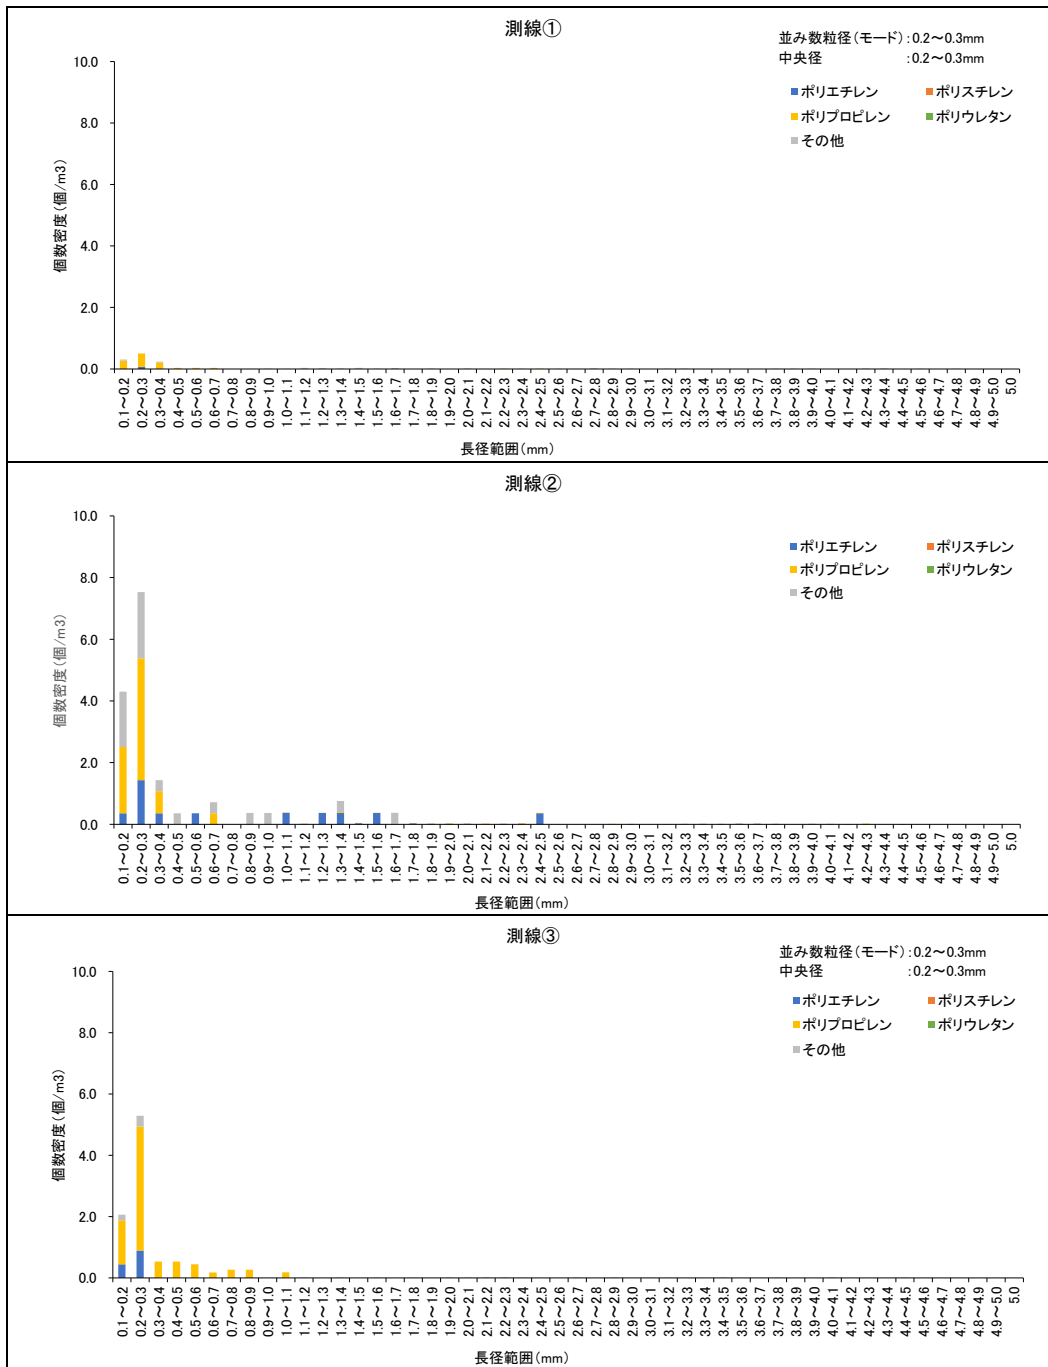 測線①
並み数粒径(モード):0.2～0.3mm
中央径 :0.2～0.3mm
ポリエチレン ポリスチレン
ポリプロピレン ポリウレタン
その他
個数密度(個/m3)
10.0
8.0
6.0
4.0
2.0
0.0
0.1～0.2 0.2～0.3 0.3～0.4 0.4～0.5 0.5～0.6 0.6～0.7 0.7～0.8 0.8～0.9 0.9～1.0 1.0～1.1 1.1～1.2 1.2～1.3 1.3～1.4 1.4～1.5 1.5～1.6 1.6～1.7 1.7～1.8 1.8～1.9 1.9～2.0 2.0～2.1 2.1～2.2 2.2～2.3 2.3～2.4 2.4～2.5 2.5～2.6 2.6～2.7 2.7～2.8 2.8～2.9 2.9～3.0 3.0～3.1 3.1～3.2 3.2～3.3 3.3～3.4 3.4～3.5 3.5～3.6 3.6～3.7 3.7～3.8 3.8～3.9 3.9～4.0 4.0～4.1 4.1～4.2 4.2～4.3 4.3～4.4 4.4～4.5 4.5～4.6 4.6～4.7 4.7～4.8 4.8～4.9 4.9～5.0 5.0
長径範囲(mm)
測線②
ポリエチレン ポリスチレン
ポリプロピレン ポリウレタン
その他
個数密度(個/m3)
10.0
8.0
6.0
4.0
2.0
0.0
0.1～0.2 0.2～0.3 0.3～0.4 0.4～0.5 0.5～0.6 0.6～0.7 0.7～0.8 0.8～0.9 0.9～1.0 1.0～1.1 1.1～1.2 1.2～1.3 1.3～1.4 1.4～1.5 1.5～1.6 1.6～1.7 1.7～1.8 1.8～1.9 1.9～2.0 2.0～2.1 2.1～2.2 2.2～2.3 2.3～2.4 2.4～2.5 2.5～2.6 2.6～2.7 2.7～2.8 2.8～2.9 2.9～3.0 3.0～3.1 3.1～3.2 3.2～3.3 3.3～3.4 3.4～3.5 3.5～3.6 3.6～3.7 3.7～3.8 3.8～3.9 3.9～4.0 4.0～4.1 4.1～4.2 4.2～4.3 4.3～4.4 4.4～4.5 4.5～4.6 4.6～4.7 4.7～4.8 4.8～4.9 4.9～5.0 5.0
長径範囲(mm)
測線③
並み数粒径(モード):0.2～0.3mm
中央径 :0.2～0.3mm
ポリエチレン ポリスチレン
ポリプロピレン ポリウレタン
その他
個数密度(個/m3)
10.0
8.0
6.0
4.0
2.0
0.0
0.1～0.2 0.2～0.3 0.3～0.4 0.4～0.5 0.5～0.6 0.6～0.7 0.7～0.8 0.8～0.9 0.9～1.0 1.0～1.1 1.1～1.2 1.2～1.3 1.3～1.4 1.4～1.5 1.5～1.6 1.6～1.7 1.7～1.8 1.8～1.9 1.9～2.0 2.0～2.1 2.1～2.2 2.2～2.3 2.3～2.4 2.4～2.5 2.5～2.6 2.6～2.7 2.7～2.8 2.8～2.9 2.9～3.0 3.0～3.1 3.1～3.2 3.2～3.3 3.3～3.4 3.4～3.5 3.5～3.6 3.6～3.7 3.7～3.8 3.8～3.9 3.9～4.0 4.0～4.1 4.1～4.2 4.2～4.3 4.3～4.4 4.4～4.5 4.5～4.6 4.6～4.7 4.7～4.8 4.8～4.9 4.9～5.0 5.0
長径範囲(mm)